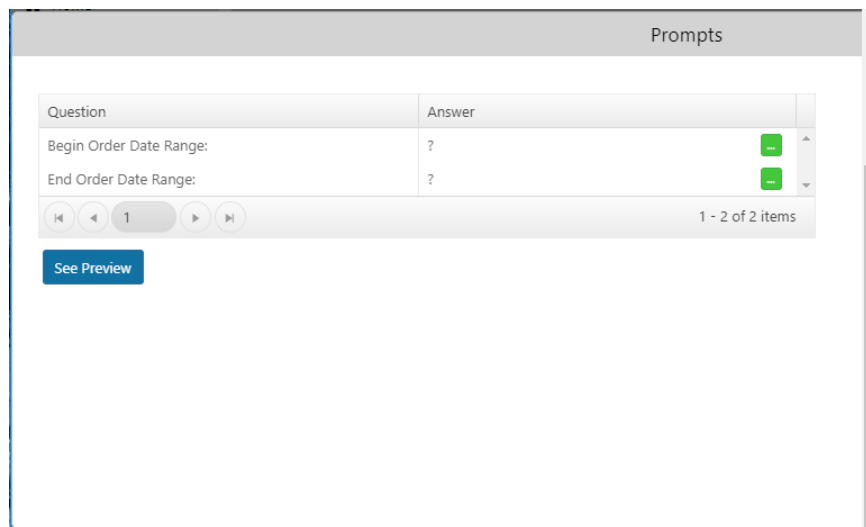 Prompts
Question Answer
Begin Order Date Range: ?
End Order Date Range: ?
1 1 - 2 of 2 items
See Preview